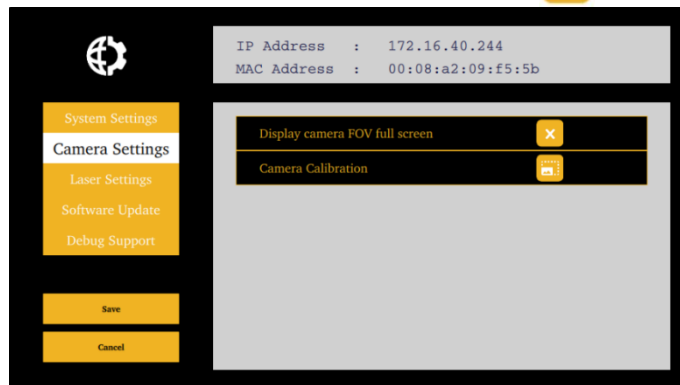 IP Address : 172.16.40.244
MAC Address : 00:08:a2:09:f5:5b
System Settings
Camera Settings
Laser Settings
Software Update
Debug Support
Save
Cancel
Display camera FOV full screen
Camera Calibration